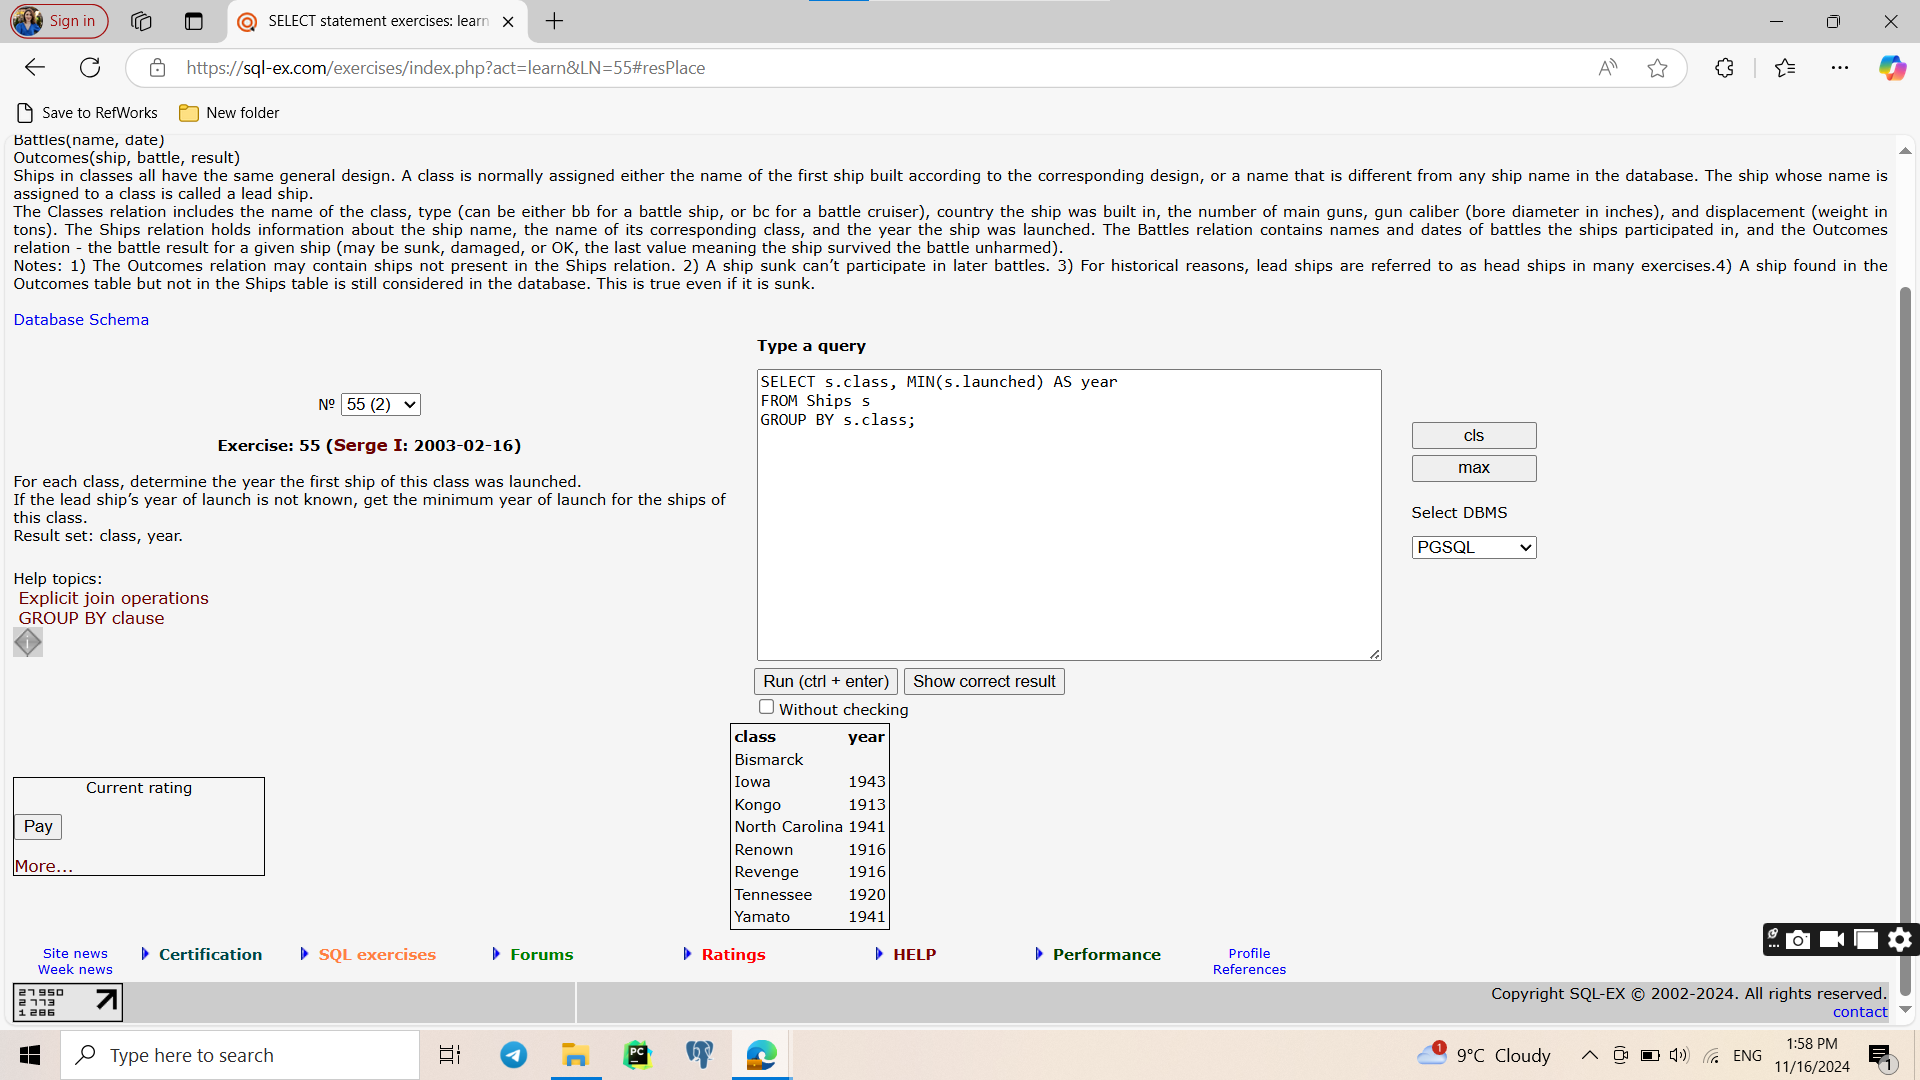 Sign in
SELECT statement exercises: learn
https://sql-ex.com/exercises/index.php?act=learn&LN=55#resPlace
Save to RefWorks
New folder
Battles(name, date)
Outcomes(ship, battle, result)
Ships in classes all have the same general design. A class is normally assigned either the name of the first ship built according to the corresponding design, or a name that is different from any ship name in the database. The ship whose name is
assigned to a class is called a lead ship.
The Classes relation includes the name of the class, type (can be either bb for a battle ship, or bc for a battle cruiser), country the ship was built in, the number of main guns, gun caliber (bore diameter in inches), and displacement (weight in
tons). The Ships relation holds information about the ship name, the name of its corresponding class, and the year the ship was launched. The Battles relation contains names and dates of battles the ships participated in, and the Outcomes
relation - the battle result for a given ship (may be sunk, damaged, or OK, the last value meaning the ship survived the battle unharmed).
Notes: 1) The Outcomes relation may contain ships not present in the Ships relation. 2) A ship sunk can’t participate in later battles. 3) For historical reasons, lead ships are referred to as head ships in many exercises.4) A ship found in the
Outcomes table but not in the Ships table is still considered in the database. This is true even if it is sunk.
Database Schema
Nº 55 (2)
Exercise: 55 (Serge I: 2003-02-16)
For each class, determine the year the first ship of this class was launched.
If the lead ship’s year of launch is not known, get the minimum year of launch for the ships of
this class.
Result set: class, year.
Help topics:
Explicit join operations
GROUP BY clause
Type a query
SELECT s.class, MIN(s.launched) AS year
FROM Ships s
GROUP BY s.class;
cls
max
Select DBMS
PGSQL
Run (ctrl + enter)
Show correct result
Without checking
class year
Bismarck
Iowa 1943
Kongo 1913
North Carolina 1941
Renown 1916
Revenge 1916
Tennessee 1920
Yamato 1941
Current rating
Pay
More...
Site news
Week news
Certification
SQL exercises
Forums
Ratings
HELP
Performance
Profile
References
27950
2773
1286
Copyright SQL-EX © 2002-2024. All rights reserved.
contact
Type here to search
PC
1
9°C Cloudy
ENG
1:58 PM
11/16/2024
1